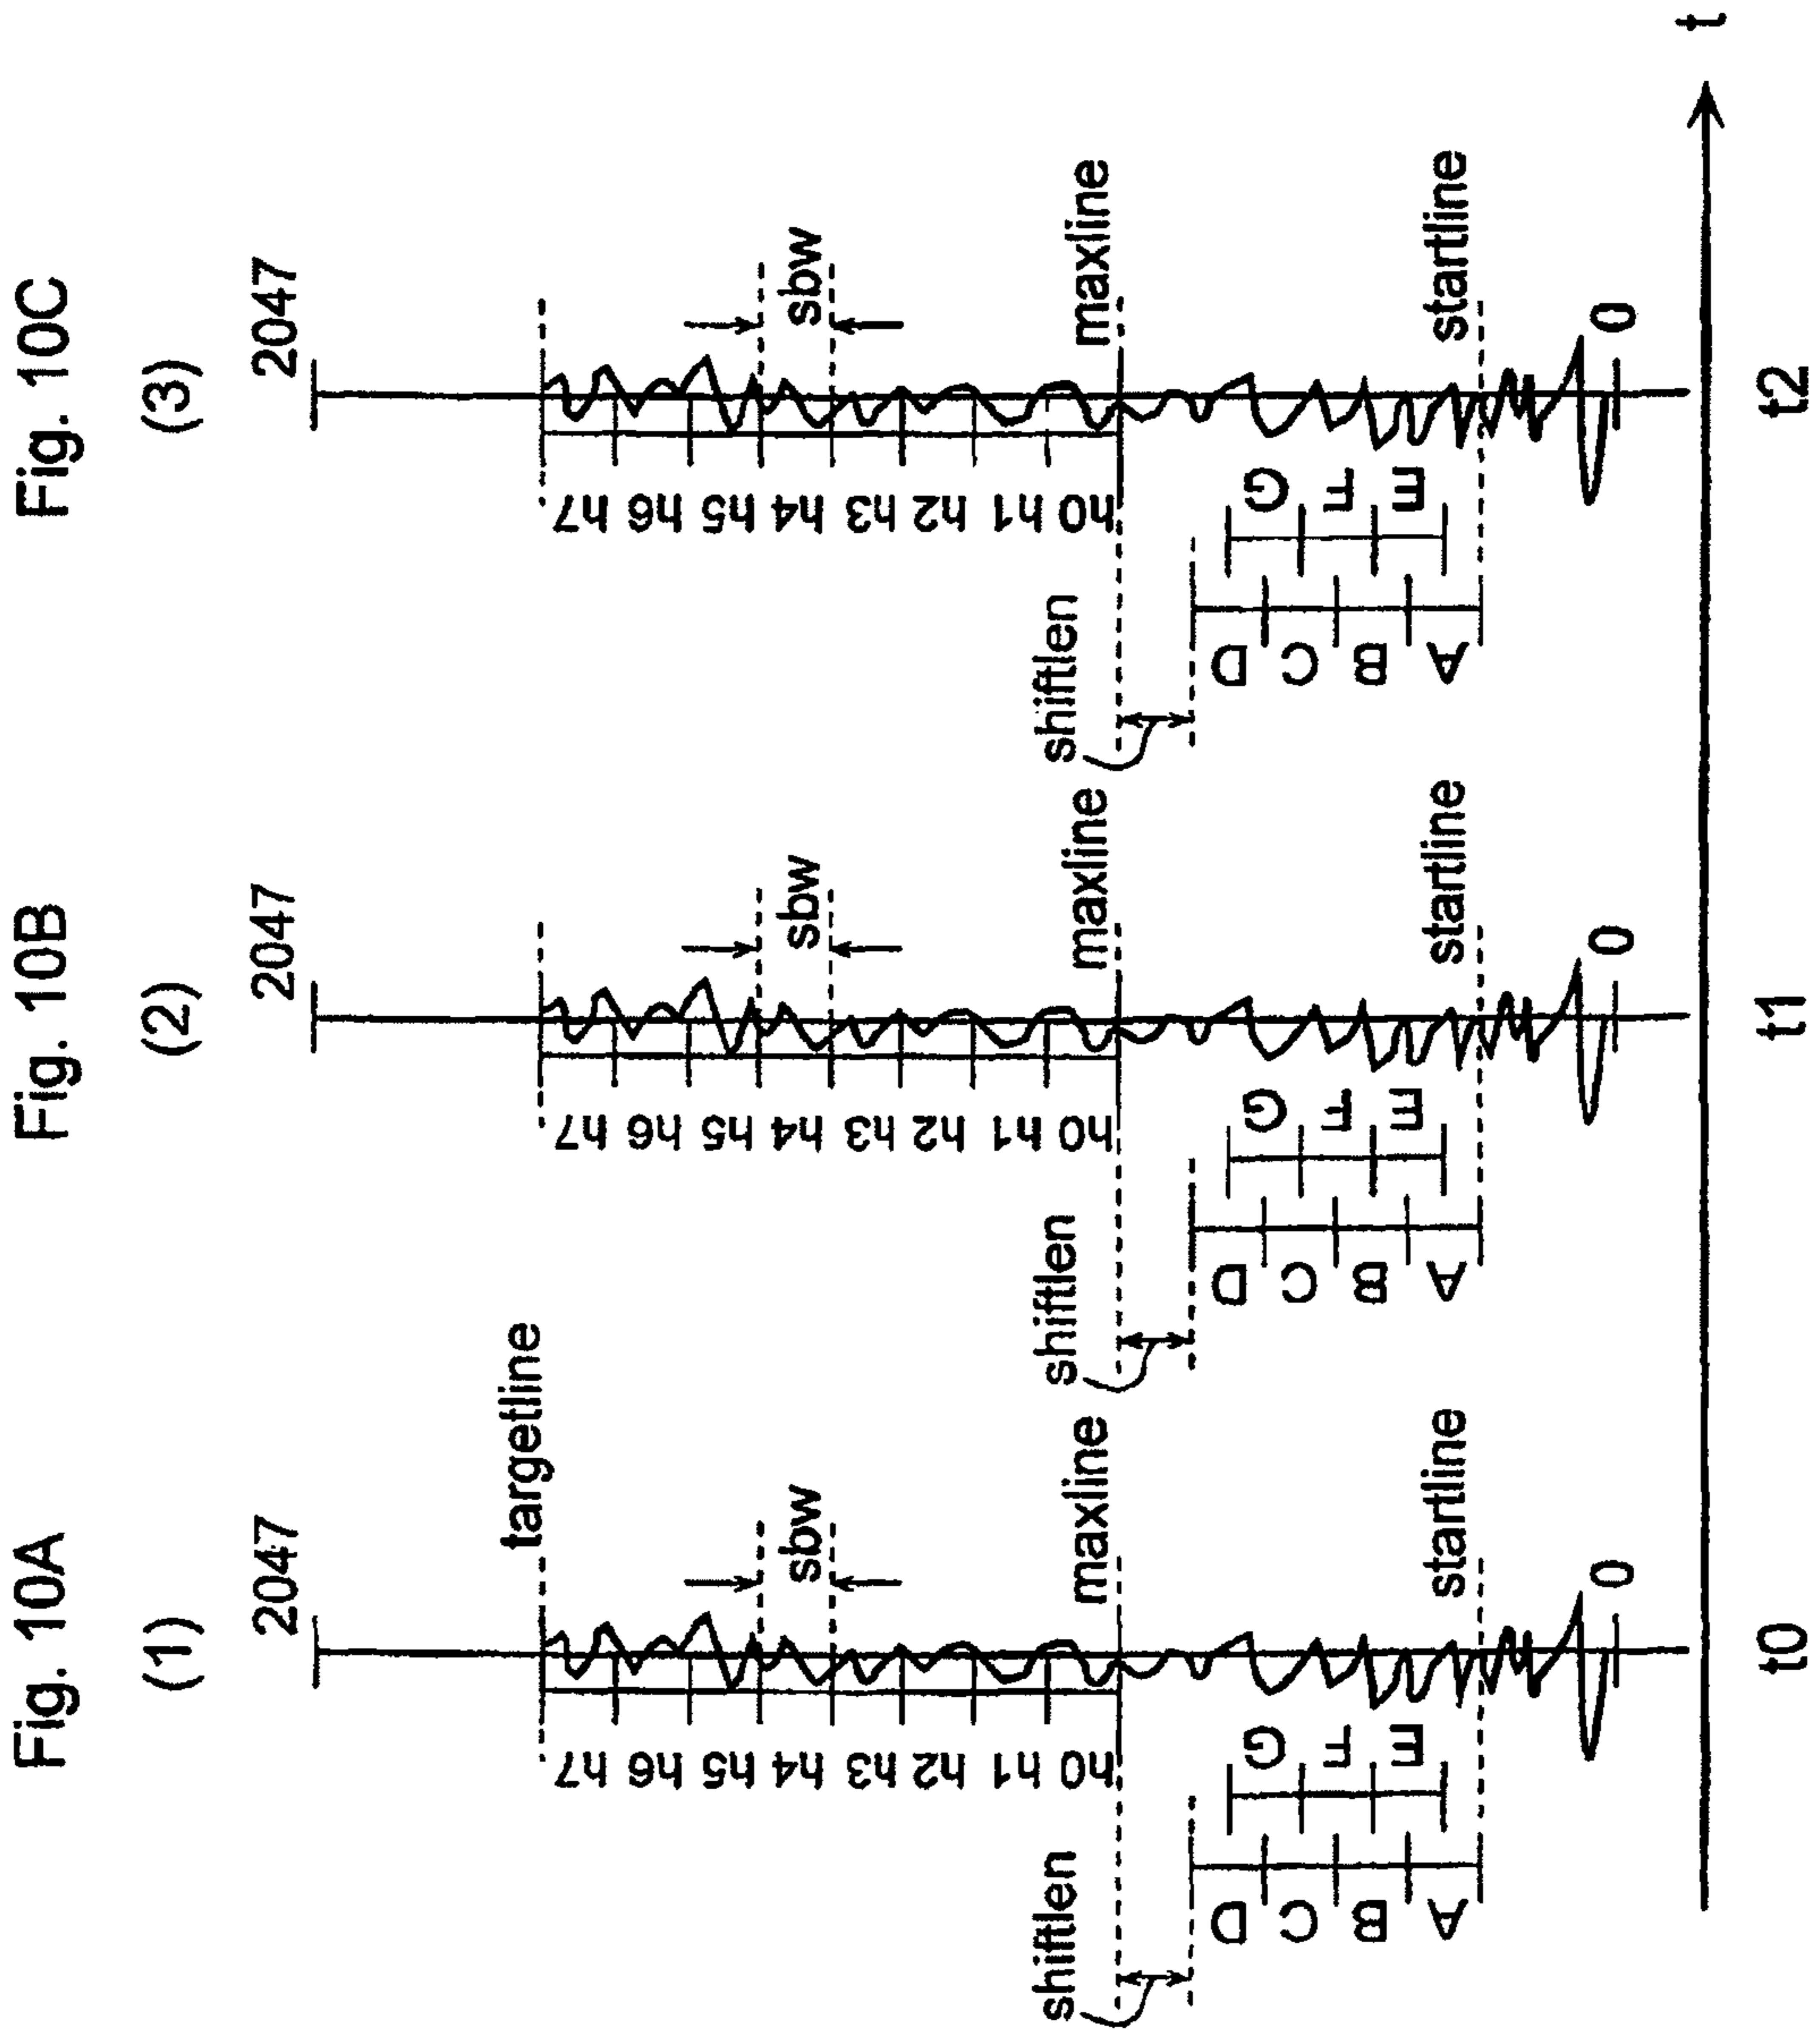 Fig. 10A
(1)
2047
targetline
sbw
h7
h6
h5
h4
h3
h2
h1
h0
maxline
shiftlen
D
C
B
A
G
F
E
startline
0
t0
Fig. 10B
(2)
2047
sbw
h7
h6
h5
h4
h3
h2
h1
h0
maxline
shiftlen
D
C
B
A
G
F
E
startline
0
t1
Fig. 10C
(3)
2047
sbw
h7
h6
h5
h4
h3
h2
h1
h0
maxline
shiftlen
D
C
B
A
G
F
E
startline
0
t2
t